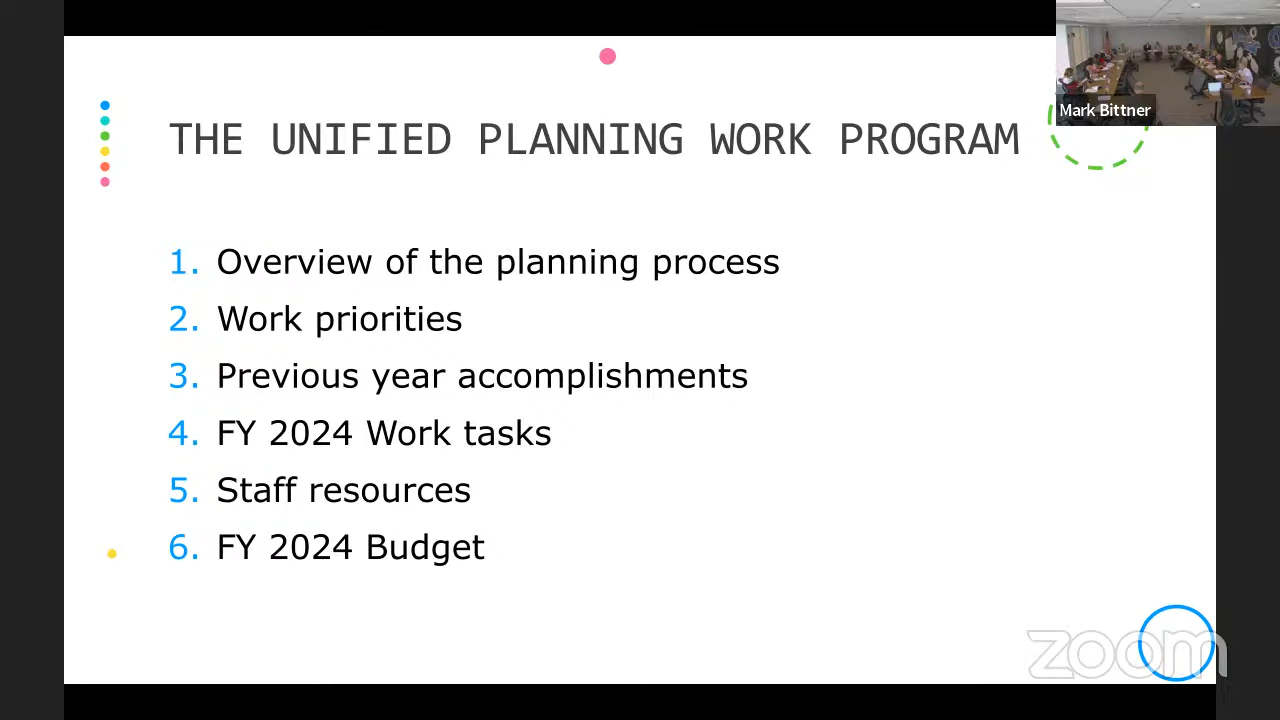 Mark Bittner
THE UNIFIED PLANNING WORK PROGRAM
1. Overview of the planning process
2. Work priorities
3. Previous year accomplishments
4. FY 2024 Work tasks
5. Staff resources
6. FY 2024 Budget
zoom